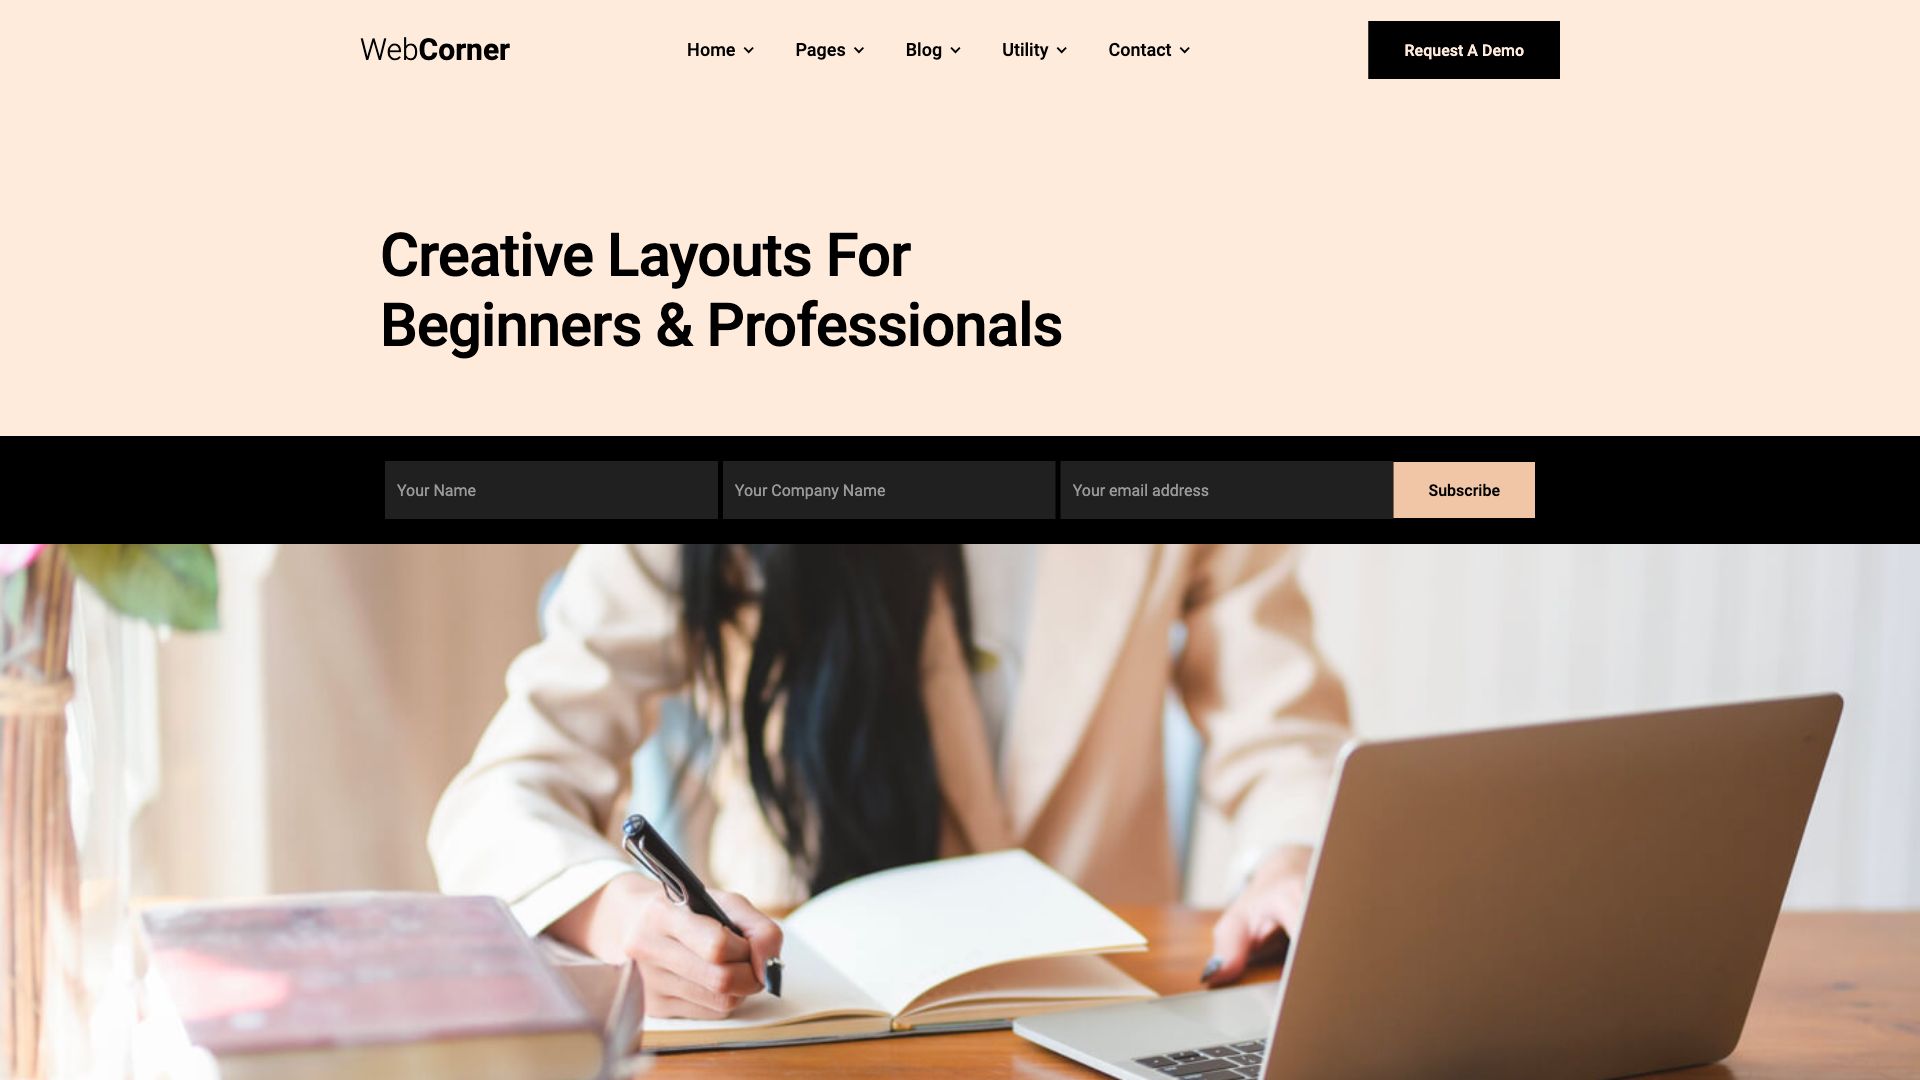 WebCorner
Home
Pages
Blog
Utility
Contact
Request A Demo
Creative Layouts For
Beginners & Professionals
Your Name
Your Company Name
Your email address
Subscribe